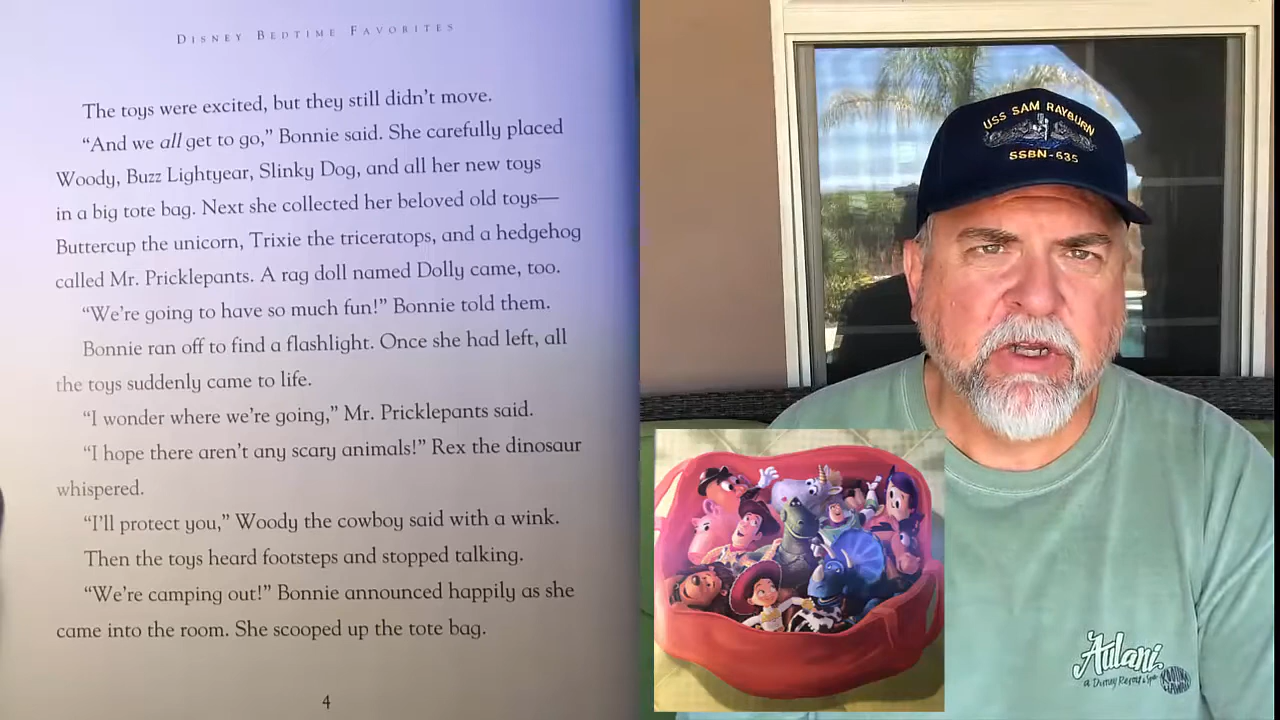 DISNEY BEDTIME FAVORITES
The toys were excited, but they still didn't move.
“And we all get to go,” Bonnie said. She carefully placed
Woody, Buzz Lightyear, Slinky Dog, and all her new toys
in a big tote bag. Next she collected her beloved old toys—
Buttercup the unicorn, Trixie the triceratops, and a hedgehog
called Mr. Pricklepants. A rag doll named Dolly came, too.
“We're going to have so much fun!” Bonnie told them.
Bonnie ran off to find a flashlight. Once she had left, all
the toys suddenly came to life.
“I wonder where we're going,” Mr. Pricklepants said.
“I hope there aren't any scary animals!” Rex the dinosaur
whispered.
“I'll protect you,” Woody the cowboy said with a wink.
Then the toys heard footsteps and stopped talking.
“We're camping out!” Bonnie announced happily as she
came into the room. She scooped up the tote bag.
4
USS SAM RAYBURN
SSBN-635
Aulani
a Disney Resort & Spa